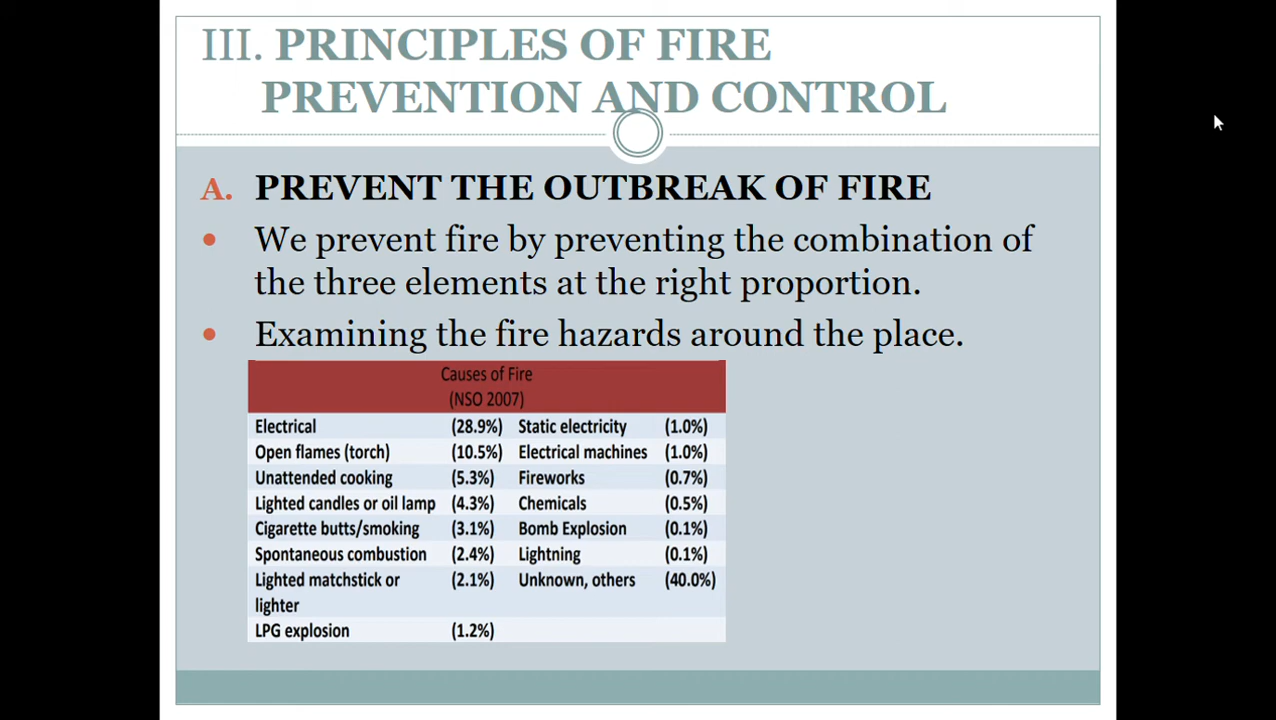 III. PRINCIPLES OF FIRE
PREVENTION AND CONTROL
A. PREVENT THE OUTBREAK OF FIRE
• We prevent fire by preventing the combination of
the three elements at the right proportion.
• Examining the fire hazards around the place.
Causes of Fire
(NSO 2007)
Electrical (28.9%) Static electricity (1.0%)
Open flames (torch) (10.5%) Electrical machines (1.0%)
Unattended cooking (5.3%) Fireworks (0.7%)
Lighted candles or oil lamp (4.3%) Chemicals (0.5%)
Cigarette butts/smoking (3.1%) Bomb Explosion (0.1%)
Spontaneous combustion (2.4%) Lightning (0.1%)
Lighted matchstick or (2.1%) Unknown, others (40.0%)
lighter
LPG explosion (1.2%)